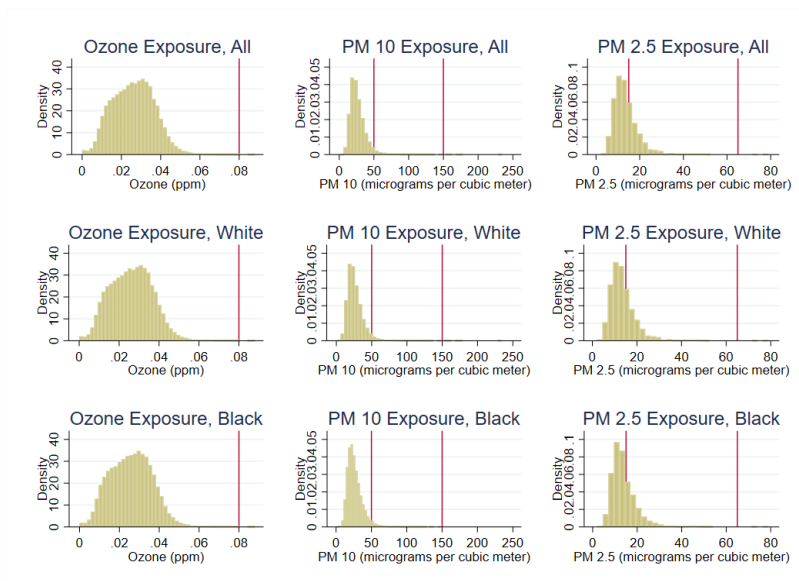 Ozone Exposure, All
Density
0 10 20 30 40
0 .02 .04 .06 .08
Ozone (ppm)
PM 10 Exposure, All
Density
0 .01.02.03.04.05
0 50 100 150 200 250
PM 10 (micrograms per cubic meter)
PM 2.5 Exposure, All
Density
0 .02.04.06.08 .1
0 20 40 60 80
PM 2.5 (micrograms per cubic meter)
Ozone Exposure, White
Density
0 10 20 30 40
0 .02 .04 .06 .08
Ozone (ppm)
PM 10 Exposure, White
Density
0 .01.02.03.04.05
0 50 100 150 200 250
PM 10 (micrograms per cubic meter)
PM 2.5 Exposure, White
Density
0 .02.04.06.08 .1
0 20 40 60 80
PM 2.5 (micrograms per cubic meter)
Ozone Exposure, Black
Density
0 10 20 30 40
0 .02 .04 .06 .08
Ozone (ppm)
PM 10 Exposure, Black
Density
0 .01.02.03.04.05
0 50 100 150 200 250
PM 10 (micrograms per cubic meter)
PM 2.5 Exposure, Black
Density
0 .02.04.06.08 .1
0 20 40 60 80
PM 2.5 (micrograms per cubic meter)